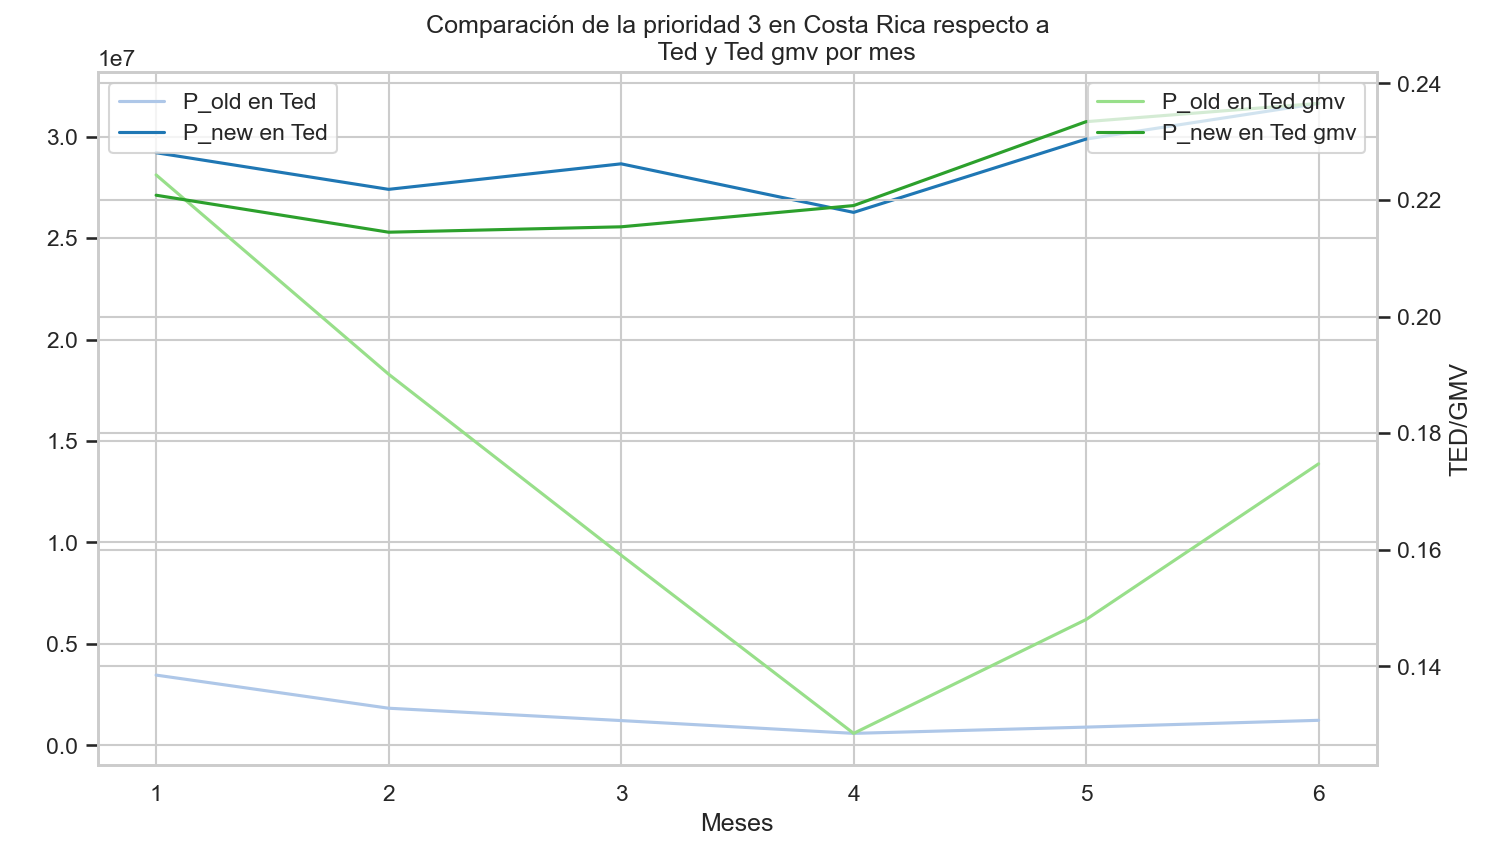 Comparación de la prioridad 3 en Costa Rica respecto a
Ted y Ted gmv por mes
1e7
P_old en Ted
P_new en Ted
P_old en Ted gmv
P_new en Ted gmv
3.0
2.5
2.0
1.5
1.0
0.5
0.0
0.24
0.22
0.20
0.18
0.16
0.14
TED/GMV
1 2 3 4 5 6
Meses